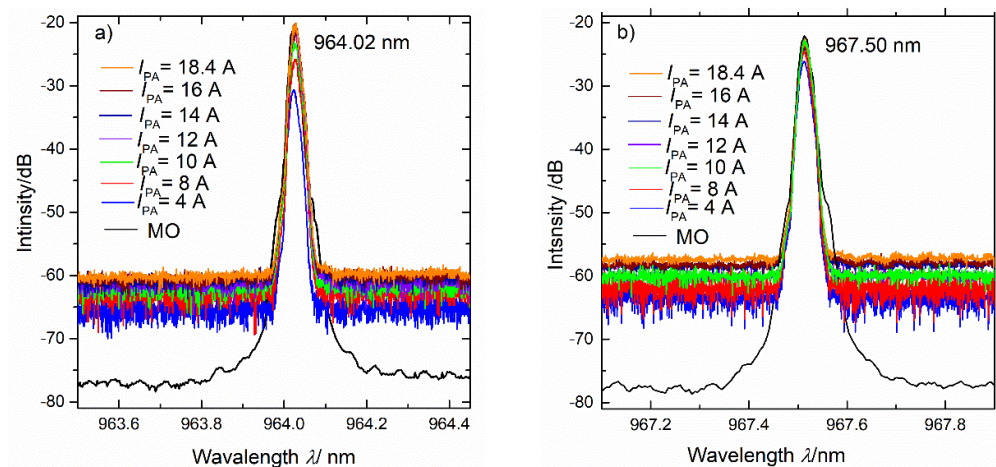 a)
964.02 nm
I_PA = 18.4 A
I_PA = 16 A
I_PA = 14 A
I_PA = 12 A
I_PA = 10 A
I_PA = 8 A
I_PA = 4 A
MO
Intinsity/dB
-20
-30
-40
-50
-60
-70
-80
963.6
963.8
964.0
964.2
964.4
Wavelength λ/ nm
b)
967.50 nm
I_PA = 18.4 A
I_PA = 16 A
I_PA = 14 A
I_PA = 12 A
I_PA = 10 A
I_PA = 8 A
I_PA = 4 A
MO
Intsnsity /dB
-20
-30
-40
-50
-60
-70
-80
967.2
967.4
967.6
967.8
Wavelength λ/nm